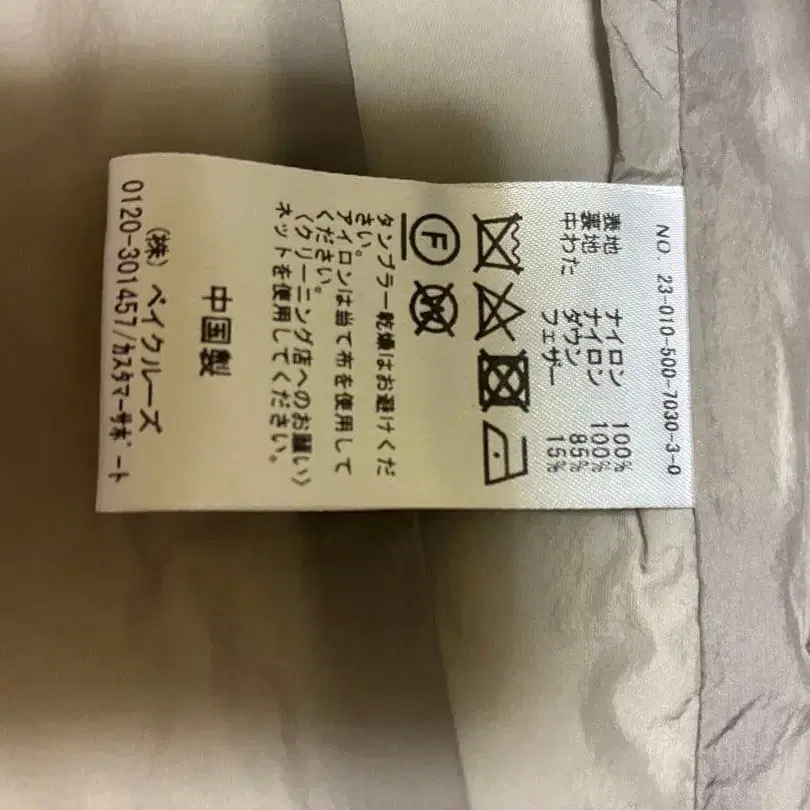 NO. 23-010-500-7030-3-0
表地 ナイロン 100%
裏地 ナイロン 100%
中わた ダウン 85%
フェザー 15%
F
W
タンブラー乾燥はお避けくだ
さい。
アイロンは当て布を使用して
ください。
〈クリーニング店へのお願い〉
ネットを使用してください。
中国製
(株)ベイクルーズ
0120-301457/カスタマーサポート